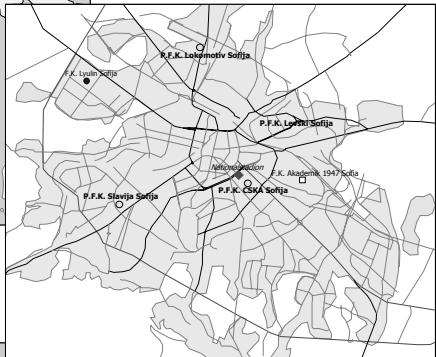 P.F.K. Lokomotiv Sofija
F.K. Lyulin Sofija
P.F.K. Levski Sofija
Nationalstadion
F.K. Akademik 1947 Sofia
P.F.K. CSKA Sofija
P.F.K. Slavija Sofija